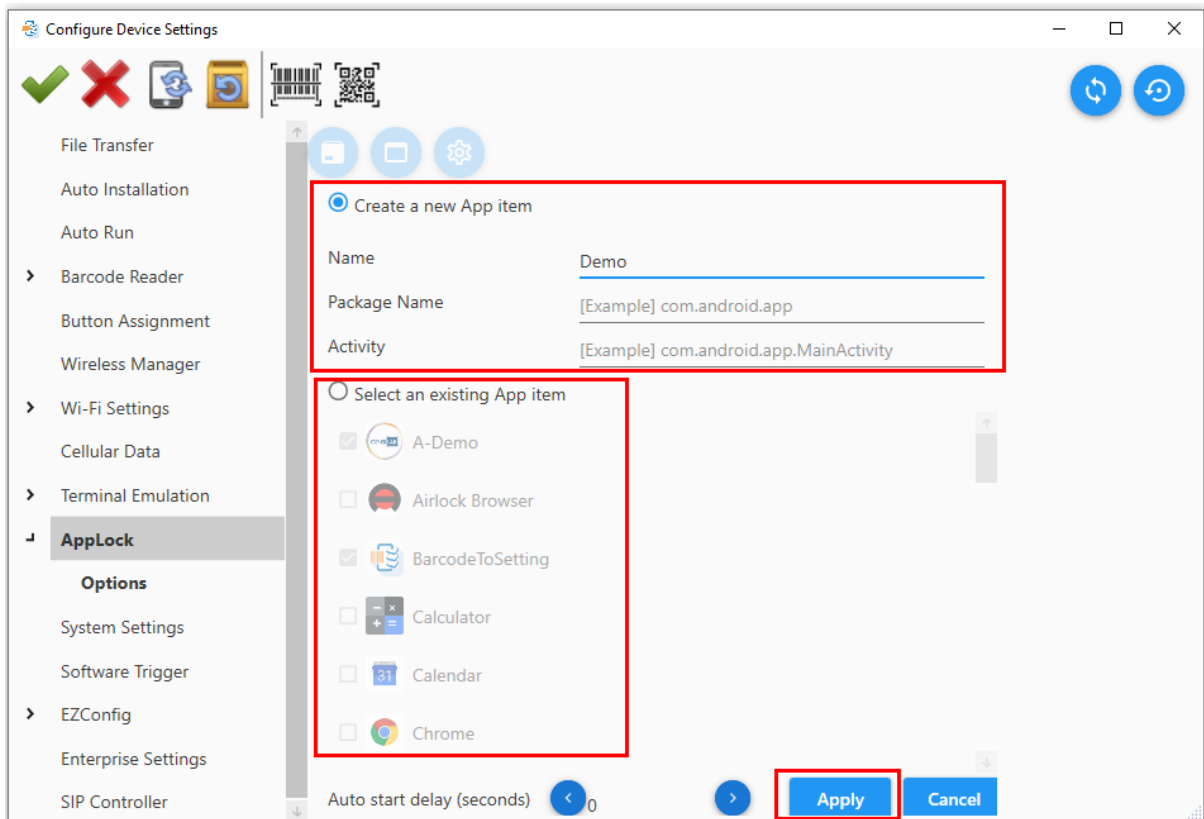 Configure Device Settings
File Transfer
Auto Installation
Auto Run
Barcode Reader
Button Assignment
Wireless Manager
Wi-Fi Settings
Cellular Data
Terminal Emulation
AppLock
Options
System Settings
Software Trigger
EZConfig
Enterprise Settings
SIP Controller
Create a new App item
Name Demo
Package Name [Example] com.android.app
Activity [Example] com.android.app.MainActivity
Select an existing App item
A-Demo
Airlock Browser
BarcodeToSetting
Calculator
31 Calendar
Chrome
Auto start delay (seconds) 0 Apply Cancel